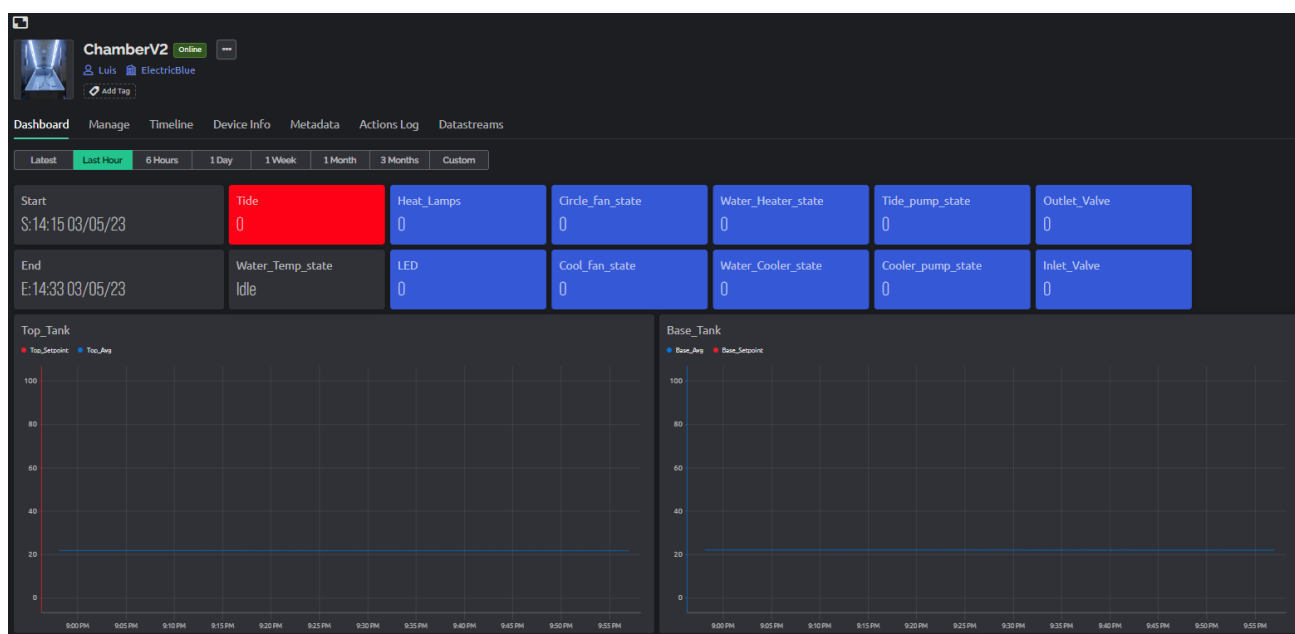 ChamberV2 Online
Luis ElectricBlue
Add Tag
Dashboard Manage Timeline Device Info Metadata Actions Log Datastreams
Latest Last Hour 6 Hours 1 Day 1 Week 1 Month 3 Months Custom
Start Tide Heat_Lamps Circle_fan_state Water_Heater_state Tide_pump_state Outlet_Valve
S:14:15 03/05/23 0 0 0 0 0 0
End Water_Temp_state LED Cool_fan_state Water_Cooler_state Cooler_pump_state Inlet_Valve
E:14:33 03/05/23 Idle 0 0 0 0 0
Top_Tank
Top_Setpoint Top_Avg
100
80
60
40
20
0
9:00 PM 9:05 PM 9:10 PM 9:15 PM 9:20 PM 9:25 PM 9:30 PM 9:35 PM 9:40 PM 9:45 PM 9:50 PM 9:55 PM
Base_Tank
Base_Avg Base_Setpoint
100
80
60
40
20
0
9:00 PM 9:05 PM 9:10 PM 9:15 PM 9:20 PM 9:25 PM 9:30 PM 9:35 PM 9:40 PM 9:45 PM 9:50 PM 9:55 PM